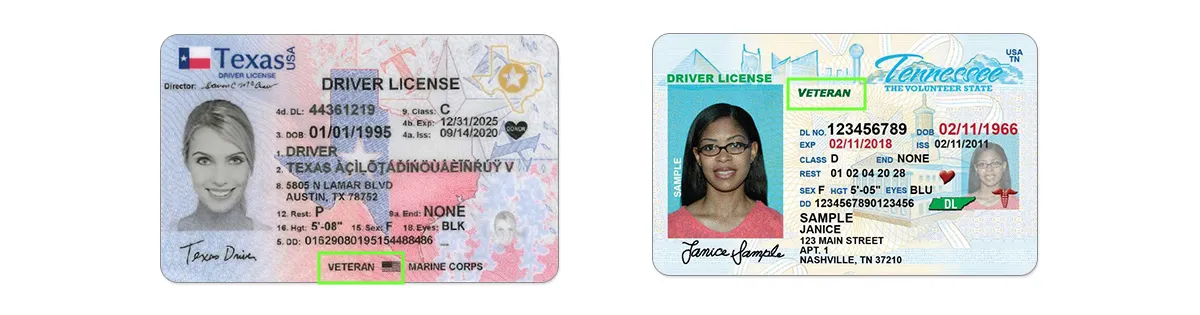 Texas USA
DRIVER LICENSE
Director:
DRIVER LICENSE
4d. DL: 44361219 9. Class: C
4b. Exp: 12/31/2025
3. DOB: 01/01/1995 4a. Iss: 09/14/2020
DONOR
1. DRIVER
2. TEXAS ÀÇÌLÕŢÁĎÍŇÖÙÂÈÎÑŔÚŸ V
8. 5805 N LAMAR BLVD
AUSTIN, TX 78752
12. Rest: P 9a. End: NONE
16. Hgt: 5'-08" 15. Sex: F 18. Eyes: BLK
5. DD: 01629080195154488486
Texas Driver
VETERAN MARINE CORPS
USA
TN
Tennessee
THE VOLUNTEER STATE
DRIVER LICENSE
VETERAN
DL NO. 123456789 DOB 02/11/1966
EXP 02/11/2018 ISS 02/11/2011
CLASS D END NONE
REST 01 02 04 20 28
SEX F HGT 5'-05" EYES BLU
DL
DD 1234567890123456
SAMPLE
SAMPLE
JANICE
123 MAIN STREET
APT. 1
NASHVILLE, TN 37210
Janice Sample